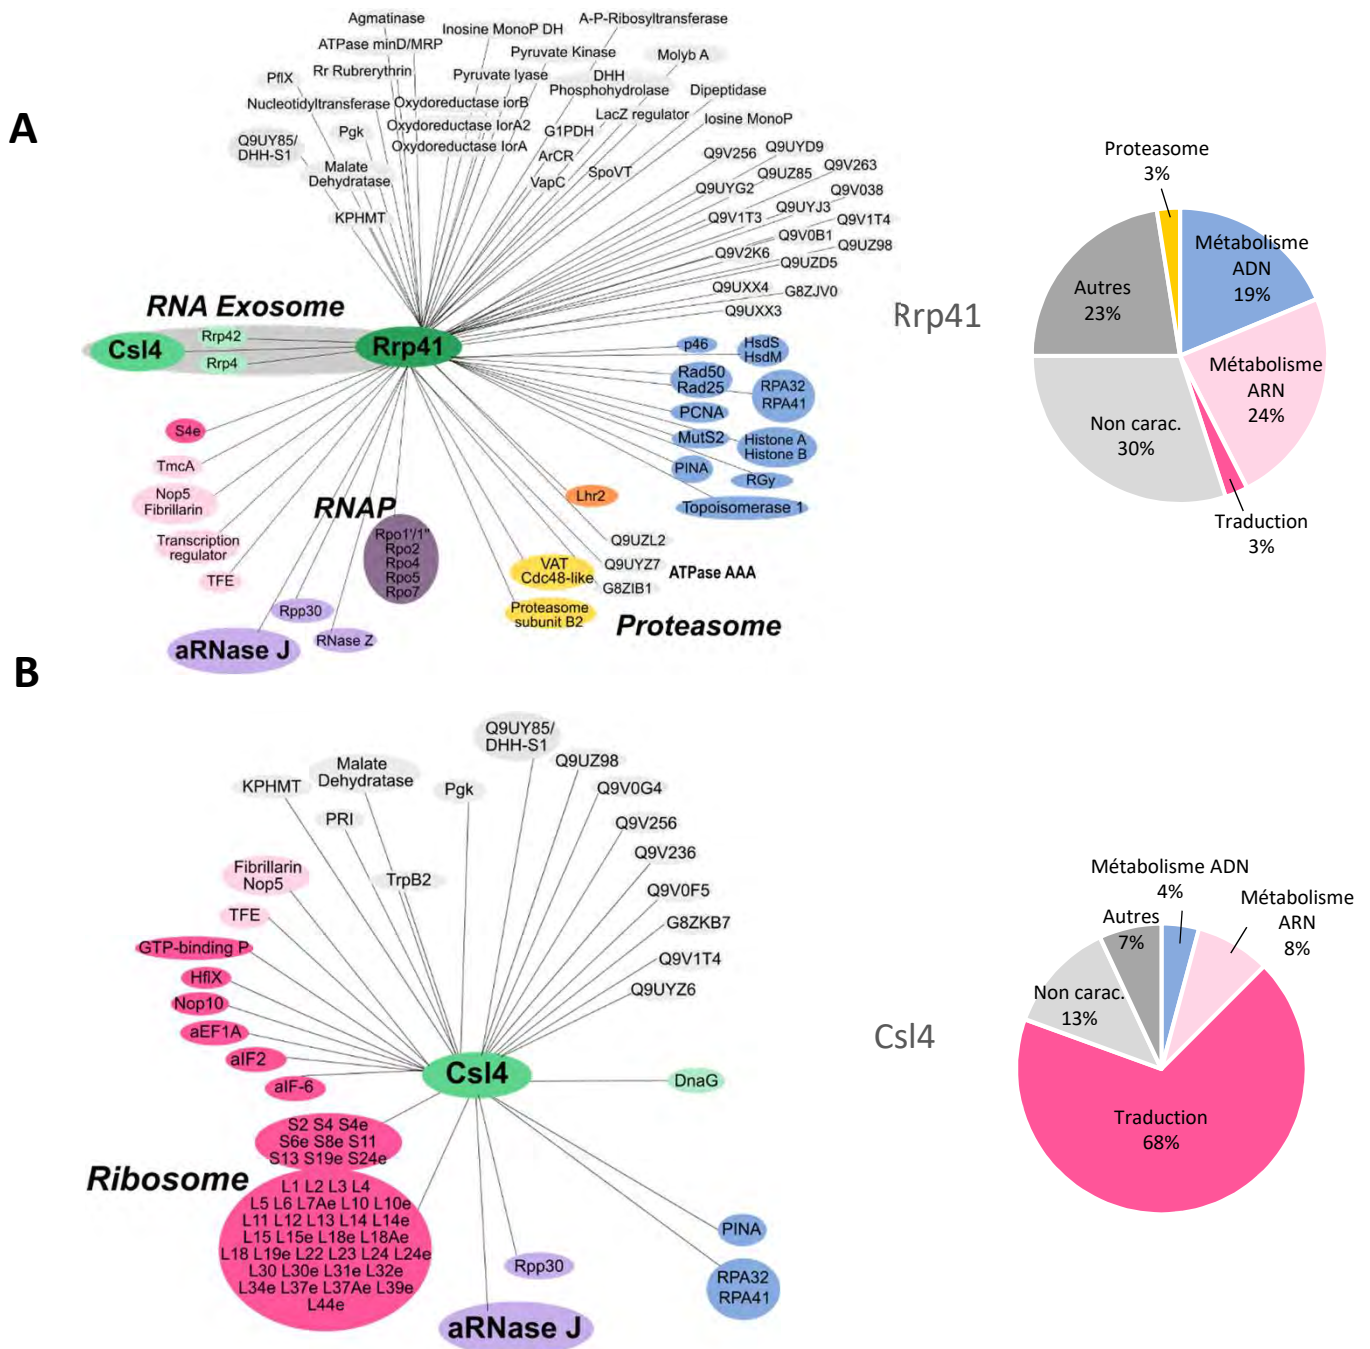 A
Agmatinase
ATPase minD/MRP
Rr Rubrerythrin
PflX
Nucleotidyltransferase
Q9UY85/
DHH-S1
Pgk
Malate
Dehydratase
KPHMT
Inosine MonoP DH
Pyruvate Kinase
Pyruvate lyase
Oxydoreductase iorB
Oxydoreductase IorA2
Oxydoreductase IorA
A-P-Ribosyltransferase
Molyb A
DHH
Phosphohydrolase
Dipeptidase
LacZ regulator
Iosine MonoP
G1PDH
ArCR
VapC
SpoVT
Q9V256
Q9UYD9
Q9UYG2
Q9UZ85
Q9V263
Q9V038
Q9V1T3
Q9UYJ3
Q9V1T4
Q9V0B1
Q9UZ98
Q9V2K6
Q9UZD5
Q9UXX4
G8ZJV0
Q9UXX3
RNA Exosome
Csl4
Rrp42
Rrp4
Rrp41
p46
HsdS
HsdM
Rad50
Rad25
RPA32
RPA41
PCNA
MutS2
Histone A
Histone B
PINA
RGy
Topoisomerase 1
S4e
TmcA
Nop5
Fibrillarin
Transcription
regulator
TFE
RNAP
Rpo1'/1"
Rpo2
Rpo4
Rpo5
Rpo7
Lhr2
Q9UZL2
Q9UYZ7
G8ZIB1
ATPase AAA
VAT
Cdc48-like
Proteasome
subunit B2
Proteasome
Rpp30
RNase Z
aRNase J
Rrp41
Proteasome
3%
Métabolisme
ADN
19%
Métabolisme
ARN
24%
Traduction
3%
Non carac.
30%
Autres
23%
B
Q9UY85/
DHH-S1
Malate
Dehydratase
KPHMT
PRI
Pgk
TrpB2
Q9UZ98
Q9V0G4
Q9V256
Q9V236
Q9V0F5
G8ZKB7
Q9V1T4
Q9UYZ6
Fibrillarin
Nop5
TFE
GTP-binding P
HflX
Nop10
aEF1A
aIF2
aIF-6
Csl4
DnaG
S2 S4 S4e
S6e S8e S11
S13 S19e S24e
Ribosome
L1 L2 L3 L4
L5 L6 L7Ae L10 L10e
L11 L12 L13 L14 L14e
L15 L15e L18e L18Ae
L18 L19e L22 L23 L24 L24e
L30 L30e L31e L32e
L34e L37e L37Ae L39e
L44e
PINA
RPA32
RPA41
Rpp30
aRNase J
Csl4
Métabolisme ADN
4%
Métabolisme
ARN
8%
Traduction
68%
Non carac.
13%
Autres
7%